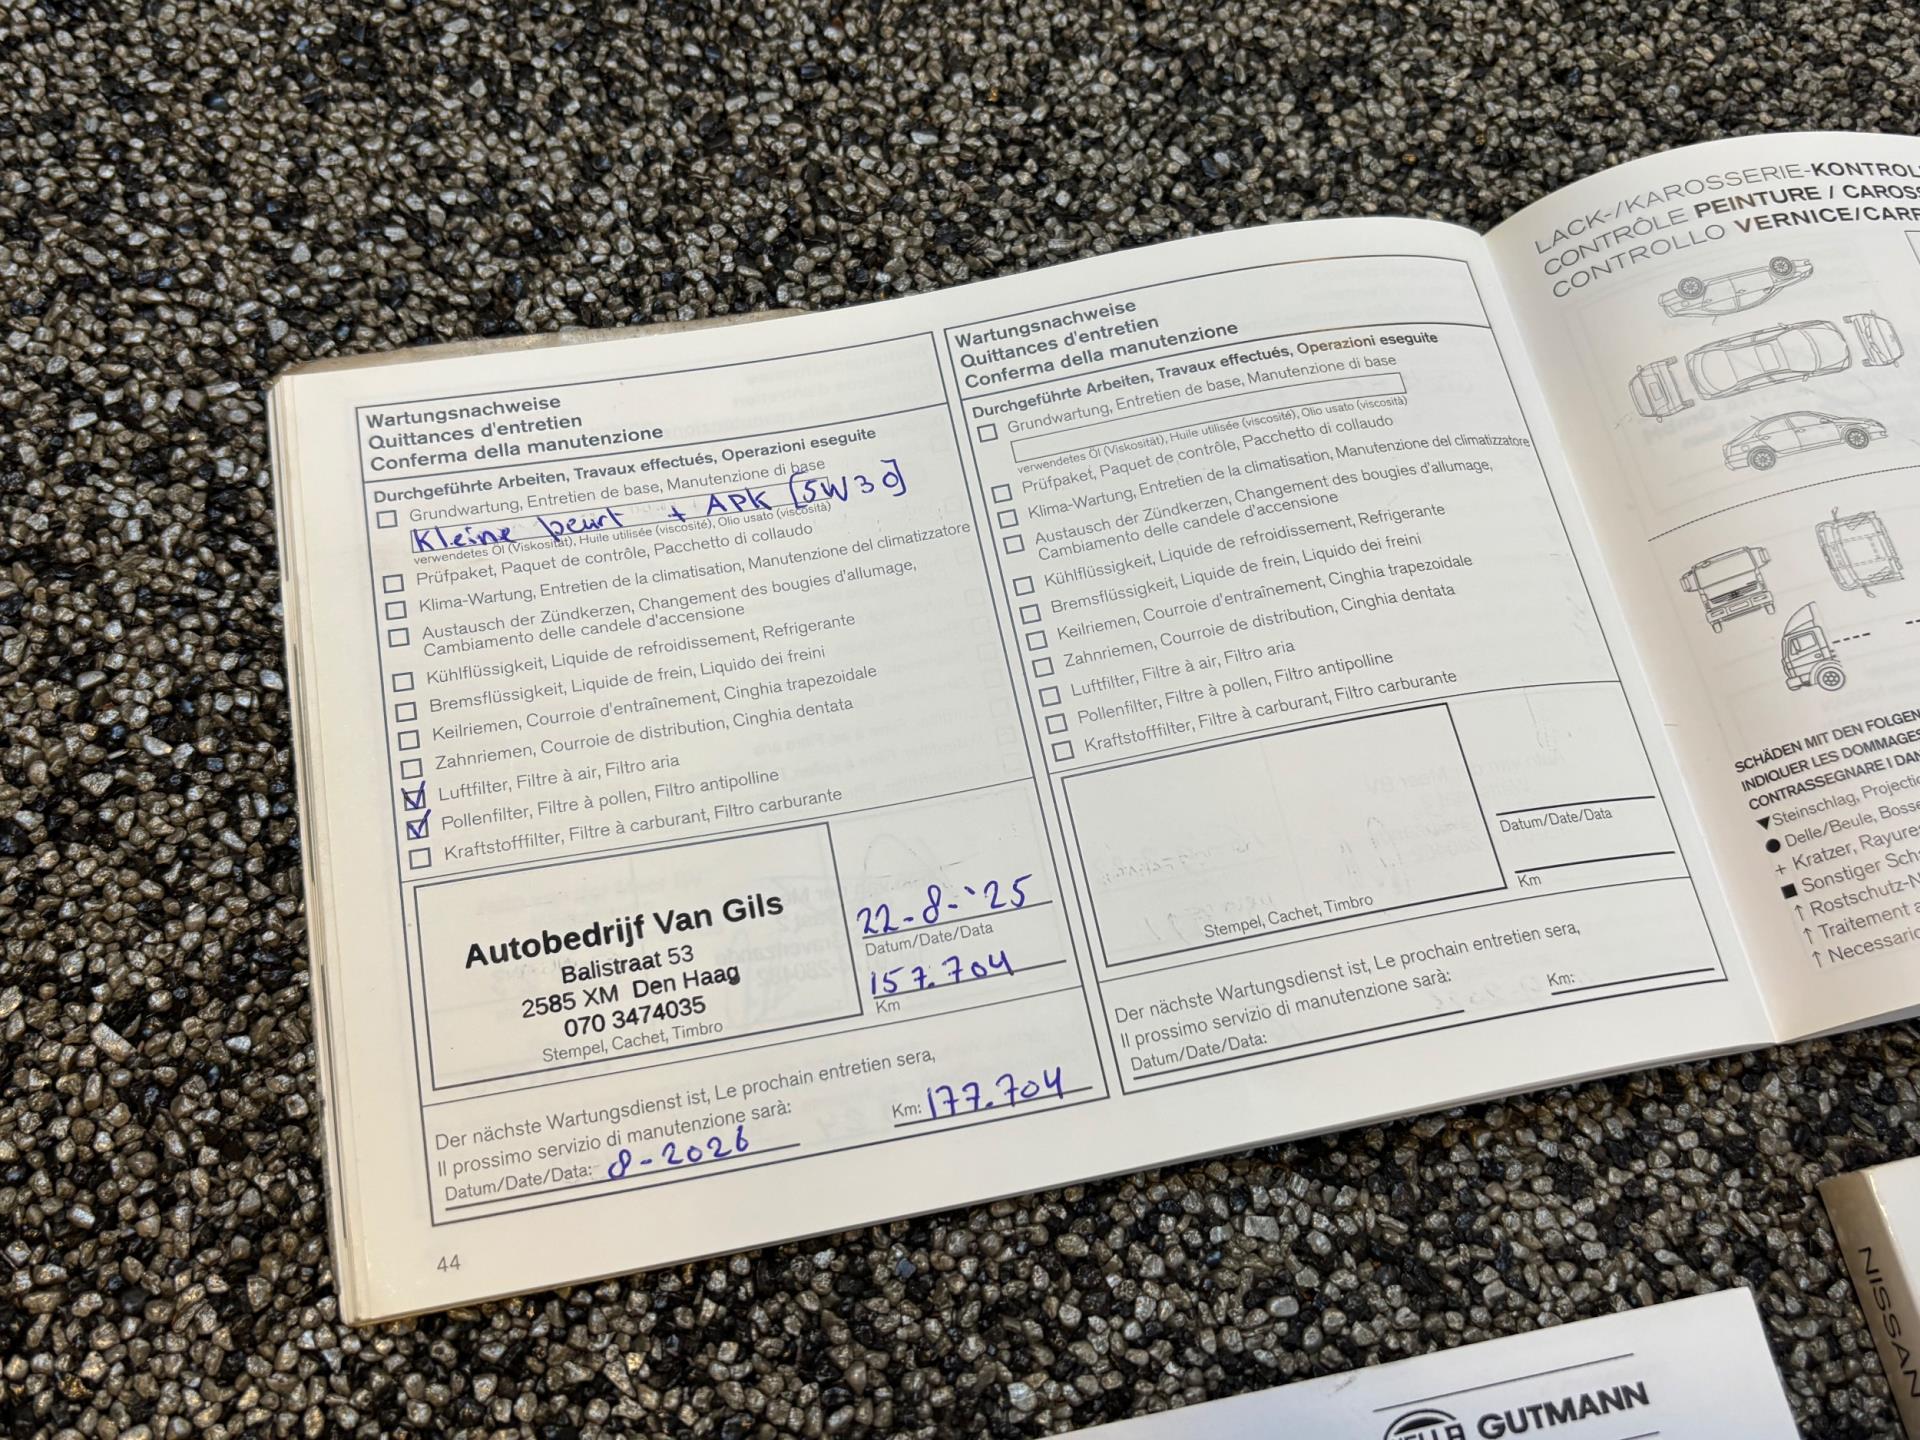 Wartungsnachweise
Quittances d'entretien
Conferma della manutenzione
Durchgeführte Arbeiten, Travaux effectués, Operazioni eseguite
Grundwartung, Entretien de base, Manutenzione di base
Kleine beurt + APK [5W30]
verwendetes Öl (Viskosität), Huile utilisée (viscosité), Olio usato (viscosità)
Prüfpaket, Paquet de contrôle, Pacchetto di collaudo
Klima-Wartung, Entretien de la climatisation, Manutenzione del climatizzatore
Austausch der Zündkerzen, Changement des bougies d'allumage,
Cambiamento delle candele d'accensione
Kühlflüssigkeit, Liquide de refroidissement, Refrigerante
Bremsflüssigkeit, Liquide de frein, Liquido dei freini
Keilriemen, Courroie d'entraînement, Cinghia trapezoidale
Zahnriemen, Courroie de distribution, Cinghia dentata
Luftfilter, Filtre à air, Filtro aria
Pollenfilter, Filtre à pollen, Filtro antipolline
Kraftstofffilter, Filtre à carburant, Filtro carburante
Autobedrijf Van Gils
Balistraat 53
2585 XM Den Haag
070 3474035
Stempel, Cachet, Timbro
22-8-'25
Datum/Date/Data
157.704
Km
Der nächste Wartungsdienst ist, Le prochain entretien sera,
Il prossimo servizio di manutenzione sarà:
Datum/Date/Data: 8-2026
Km: 177.704
44
Wartungsnachweise
Quittances d'entretien
Conferma della manutenzione
Durchgeführte Arbeiten, Travaux effectués, Operazioni eseguite
Grundwartung, Entretien de base, Manutenzione di base
verwendetes Öl (Viskosität), Huile utilisée (viscosité), Olio usato (viscosità)
Prüfpaket, Paquet de contrôle, Pacchetto di collaudo
Klima-Wartung, Entretien de la climatisation, Manutenzione del climatizzatore
Austausch der Zündkerzen, Changement des bougies d'allumage,
Cambiamento delle candele d'accensione
Kühlflüssigkeit, Liquide de refroidissement, Refrigerante
Bremsflüssigkeit, Liquide de frein, Liquido dei freini
Keilriemen, Courroie d'entraînement, Cinghia trapezoidale
Zahnriemen, Courroie de distribution, Cinghia dentata
Luftfilter, Filtre à air, Filtro aria
Pollenfilter, Filtre à pollen, Filtro antipolline
Kraftstofffilter, Filtre à carburant, Filtro carburante
Stempel, Cachet, Timbro
Datum/Date/Data
Km
Der nächste Wartungsdienst ist, Le prochain entretien sera,
Il prossimo servizio di manutenzione sarà:
Datum/Date/Data:
Km:
LACK-/KAROSSERIE-KONTROL
CONTRÔLE PEINTURE / CAROSS
CONTROLLO VERNICE/CARR
SCHÄDEN MIT DEN FOLGEN
INDIQUER LES DOMMAGES
CONTRASSEGNARE I DAN
▼Steinschlag, Projectio
● Delle/Beule, Bosse
+ Kratzer, Rayure
■ Sonstiger Sch
↑ Rostschutz-N
↑ Traitement a
↑ Necessario
NISSAN
GUTMANN